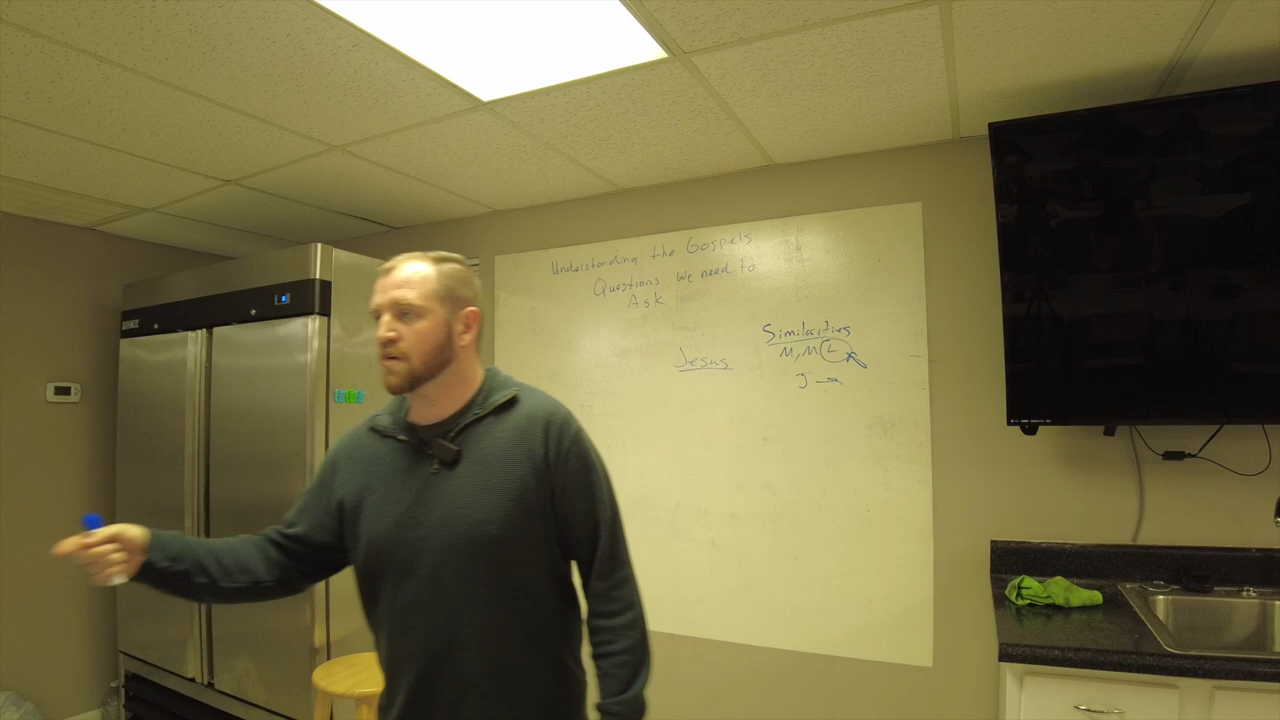 Understanding the Gospels
Questions we need to
Ask
Similarities
M, M L
Jesus
J →